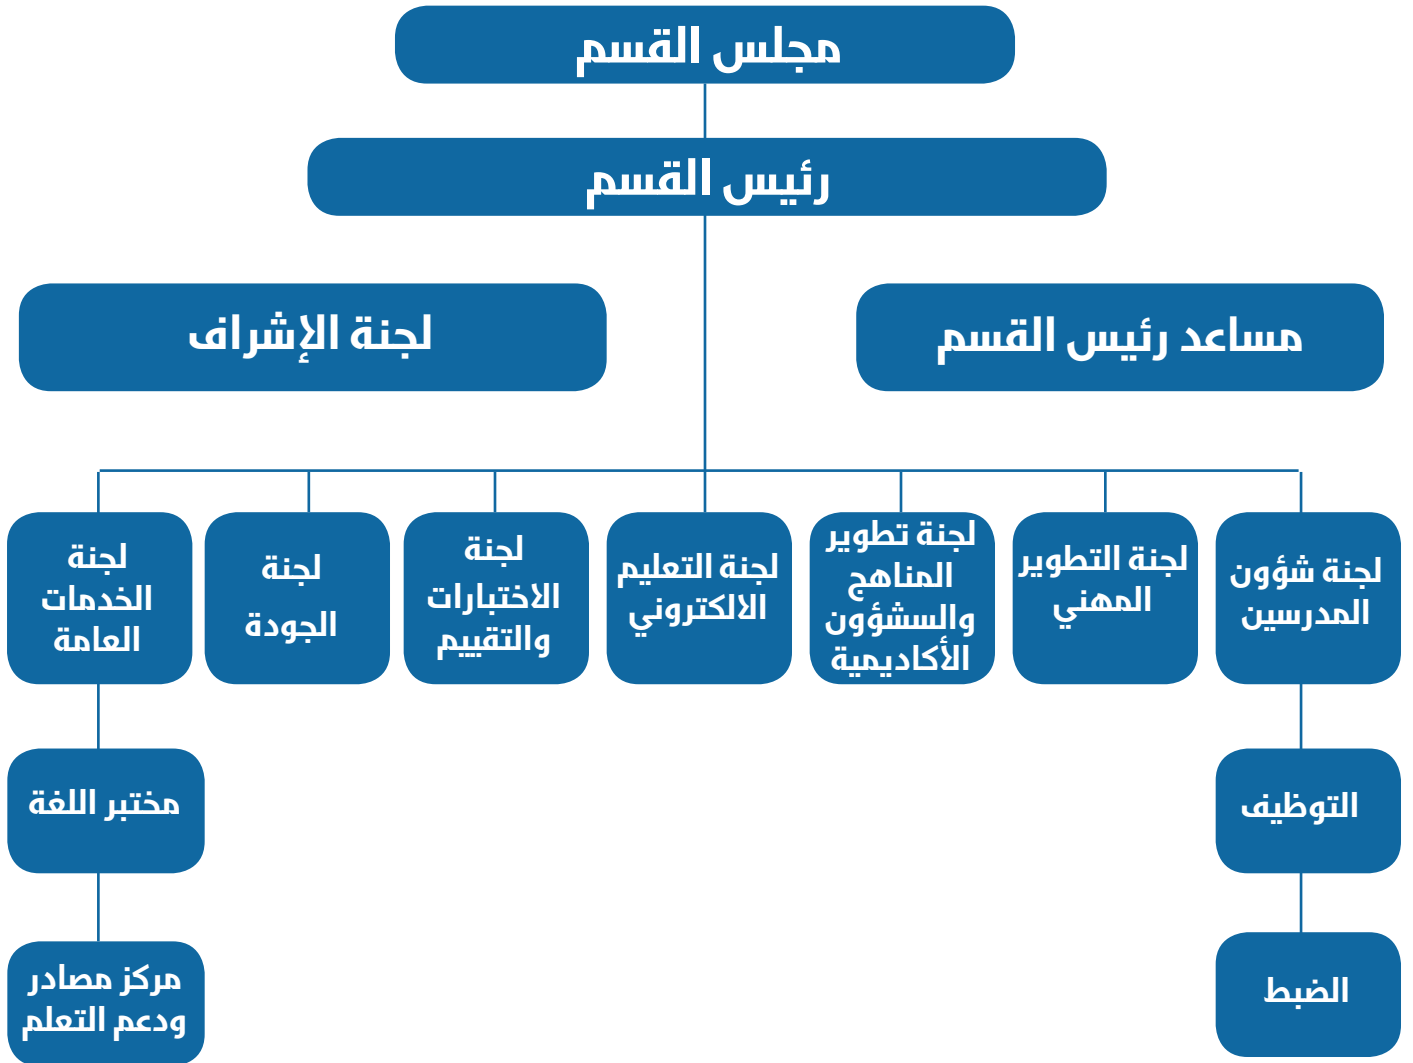 مجلس القسم
رئيس القسم
مساعد رئيس القسم
لجنة الإشراف
لجنة شؤون
المدرسين
لجنة التطوير
المهني
لجنة تطوير
المناهج
والسشؤون
الأكاديمية
لجنة التعليم
الالكتروني
لجنة
الاختبارات
والتقييم
لجنة
الجودة
لجنة
الخدمات
العامة
التوظيف
مختبر اللغة
الضبط
مركز مصادر
ودعم التعلم